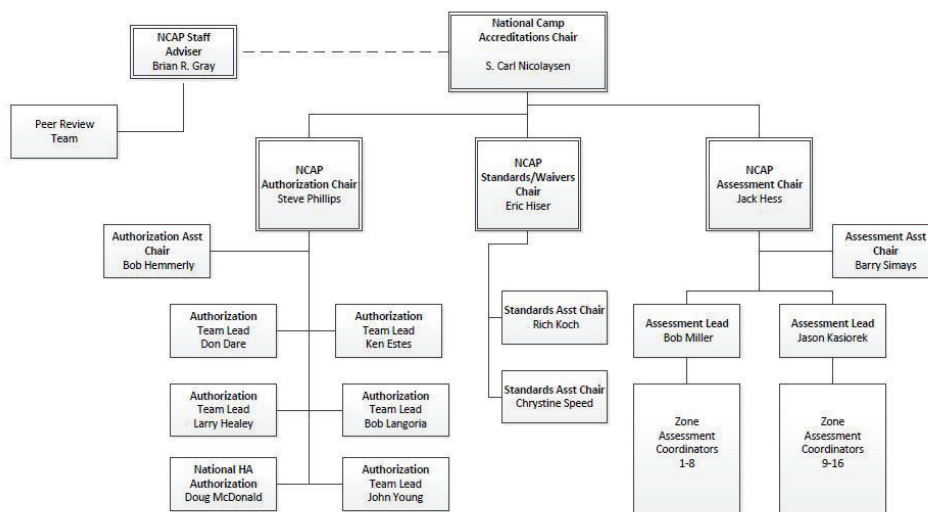 NCAP Staff
Adviser
Brian R. Gray
National Camp
Accreditations Chair
S. Carl Nicolaysen
Peer Review
Team
NCAP
Authorization Chair
Steve Phillips
NCAP
Standards/Waivers
Chair
Eric Hiser
NCAP
Assessment Chair
Jack Hess
Authorization Asst
Chair
Bob Hemmerly
Assessment Asst
Chair
Barry Simays
Authorization
Team Lead
Don Dare
Authorization
Team Lead
Ken Estes
Standards Asst Chair
Rich Koch
Assessment Lead
Bob Miller
Assessment Lead
Jason Kasiorek
Authorization
Team Lead
Larry Healey
Authorization
Team Lead
Bob Langoria
Standards Asst Chair
Chrystine Speed
Zone
Assessment
Coordinators
1-8
Zone
Assessment
Coordinators
9-16
National HA
Authorization
Doug McDonald
Authorization
Team Lead
John Young